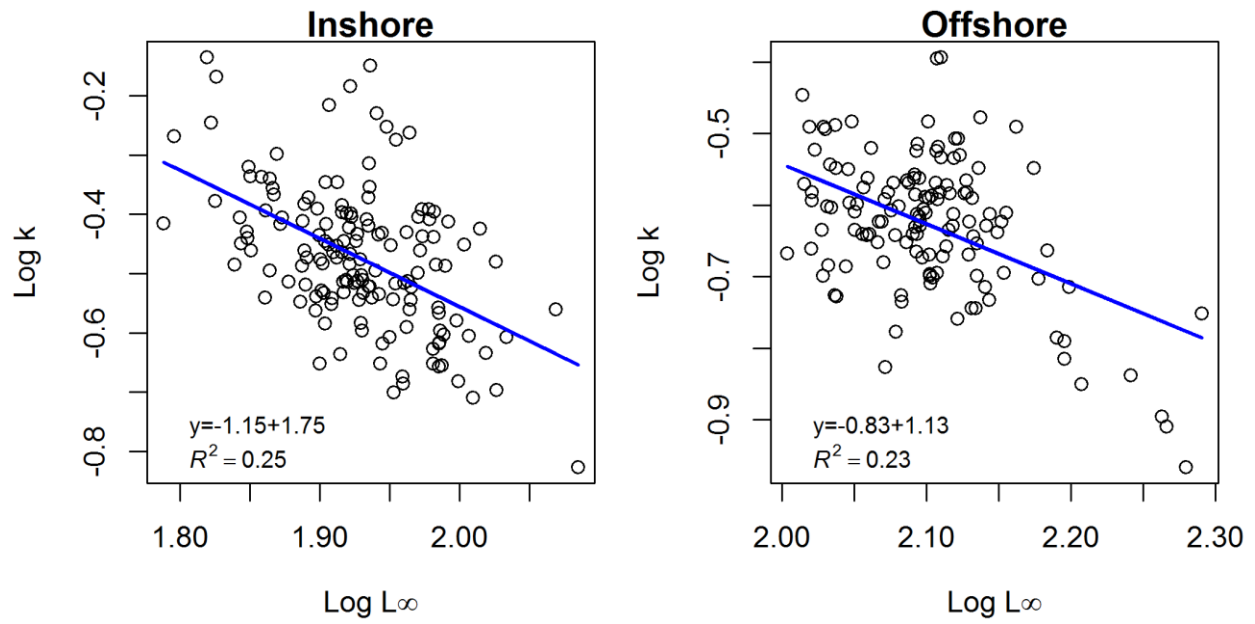 Inshore
Log k
-0.2
-0.4
-0.6
-0.8
y=-1.15+1.75
R² = 0.25
1.80 1.90 2.00
Log L∞
Offshore
Log k
-0.5
-0.7
-0.9
y=-0.83+1.13
R² = 0.23
2.00 2.10 2.20 2.30
Log L∞